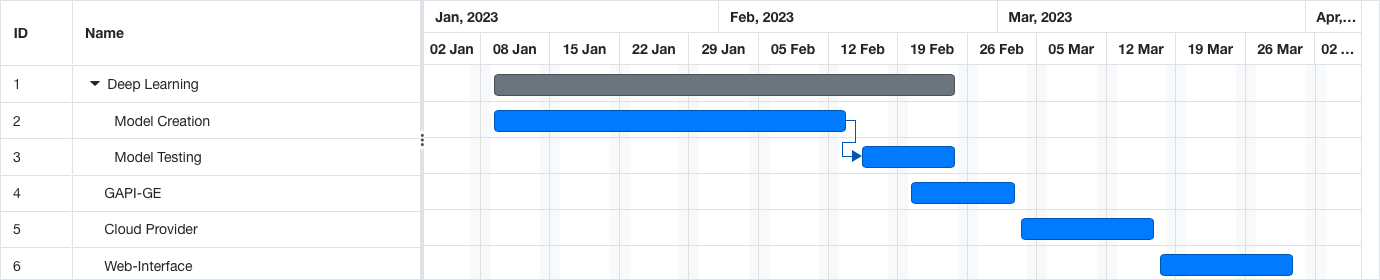 ID Name Jan, 2023 Feb, 2023 Mar, 2023 Apr,...
02 Jan 08 Jan 15 Jan 22 Jan 29 Jan 05 Feb 12 Feb 19 Feb 26 Feb 05 Mar 12 Mar 19 Mar 26 Mar 02 ...
1 Deep Learning
2 Model Creation
3 Model Testing
4 GAPI-GE
5 Cloud Provider
6 Web-Interface